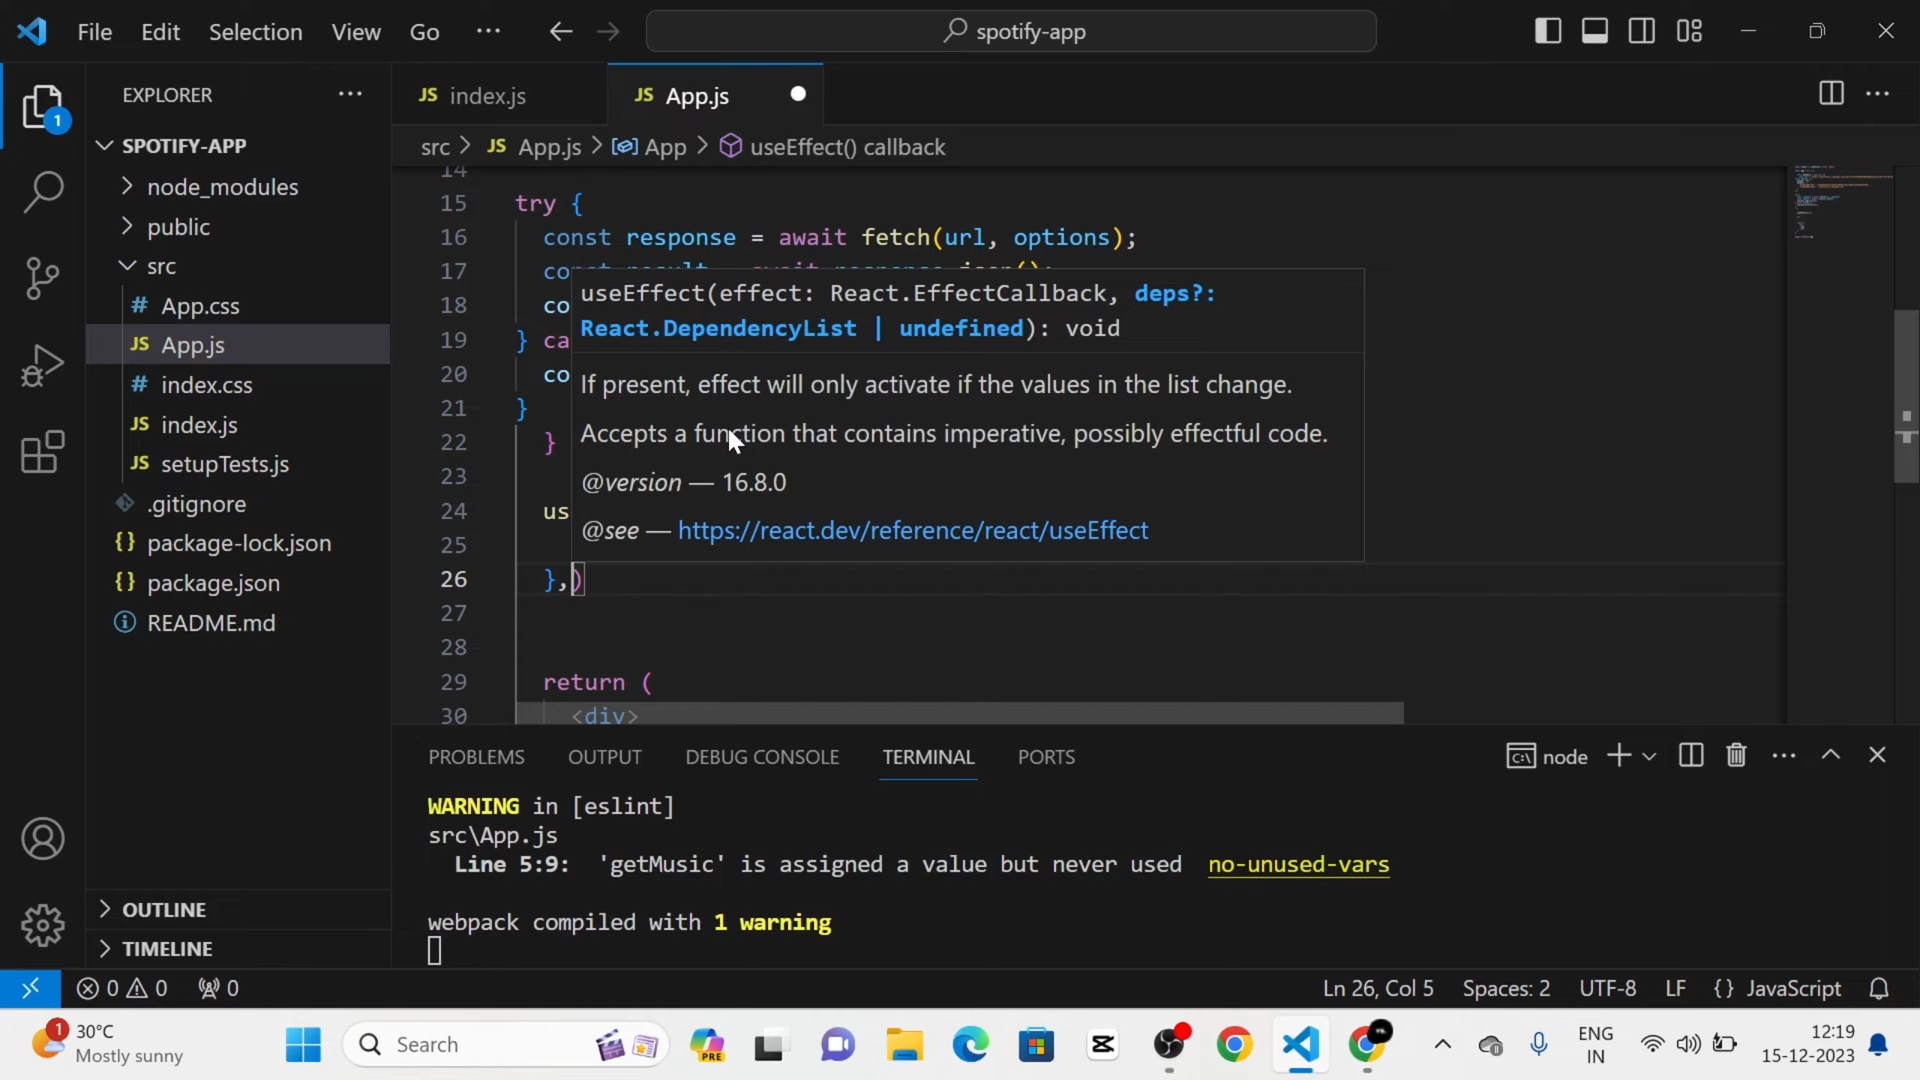 File Edit Selection View Go ··· spotify-app
EXPLORER ···
JS index.js
JS App.js
src > JS App.js > App > useEffect() callback
1
SPOTIFY-APP
node_modules
public
src
# App.css
JS App.js
# index.css
JS index.js
JS setupTests.js
.gitignore
{} package-lock.json
{} package.json
README.md
OUTLINE
TIMELINE
14
15 try {
16 const response = await fetch(url, options);
17 const result = await response.json();
18 co
19 } ca
20 co
21 }
22 }
23
24 us
25
26 },)
27
28
29 return (
30 <div>
useEffect(effect: React.EffectCallback, deps?:
React.DependencyList | undefined): void
If present, effect will only activate if the values in the list change.
Accepts a function that contains imperative, possibly effectful code.
@version — 16.8.0
@see — https://react.dev/reference/react/useEffect
PROBLEMS OUTPUT DEBUG CONSOLE TERMINAL PORTS node
WARNING in [eslint]
src\App.js
Line 5:9: 'getMusic' is assigned a value but never used no-unused-vars
webpack compiled with 1 warning
0 0 0 Ln 26, Col 5 Spaces: 2 UTF-8 LF {} JavaScript
1 30°C
Mostly sunny
Search
PRE
ENG
IN
12:19
15-12-2023